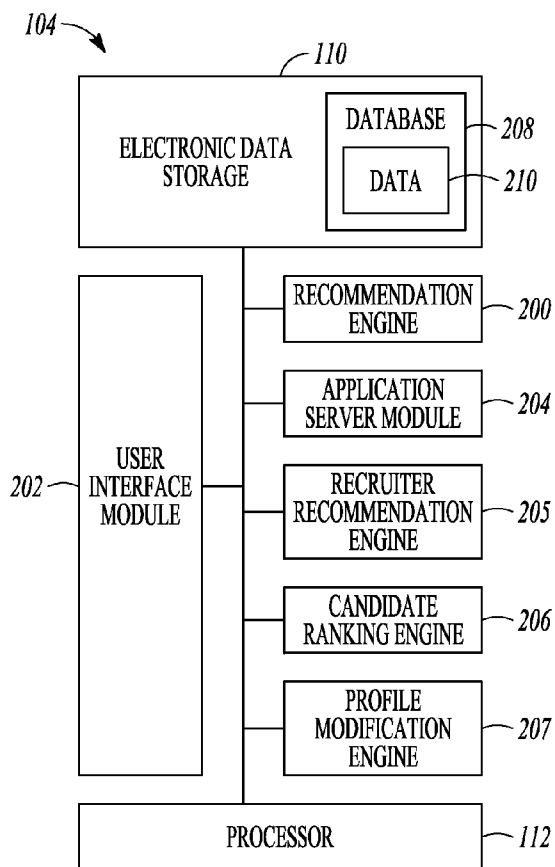 104
110
DATABASE
208
ELECTRONIC DATA
STORAGE
DATA
210
RECOMMENDATION
ENGINE
200
APPLICATION
SERVER MODULE
204
USER
INTERFACE
MODULE
202
RECRUITER
RECOMMENDATION
ENGINE
205
CANDIDATE
RANKING ENGINE
206
PROFILE
MODIFICATION
ENGINE
207
PROCESSOR
112